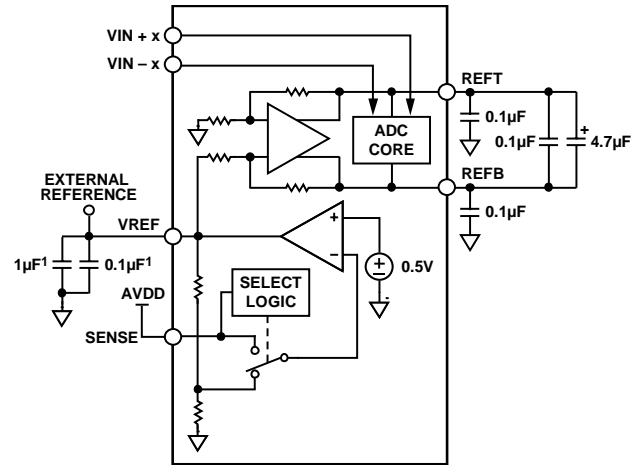 VIN + x
VIN – x
REFT
0.1µF
0.1µF
+
4.7µF
ADC
CORE
REFB
0.1µF
EXTERNAL
REFERENCE
VREF
1µF1
0.1µF1
+
–
0.5V
+
–
SELECT
LOGIC
AVDD
SENSE